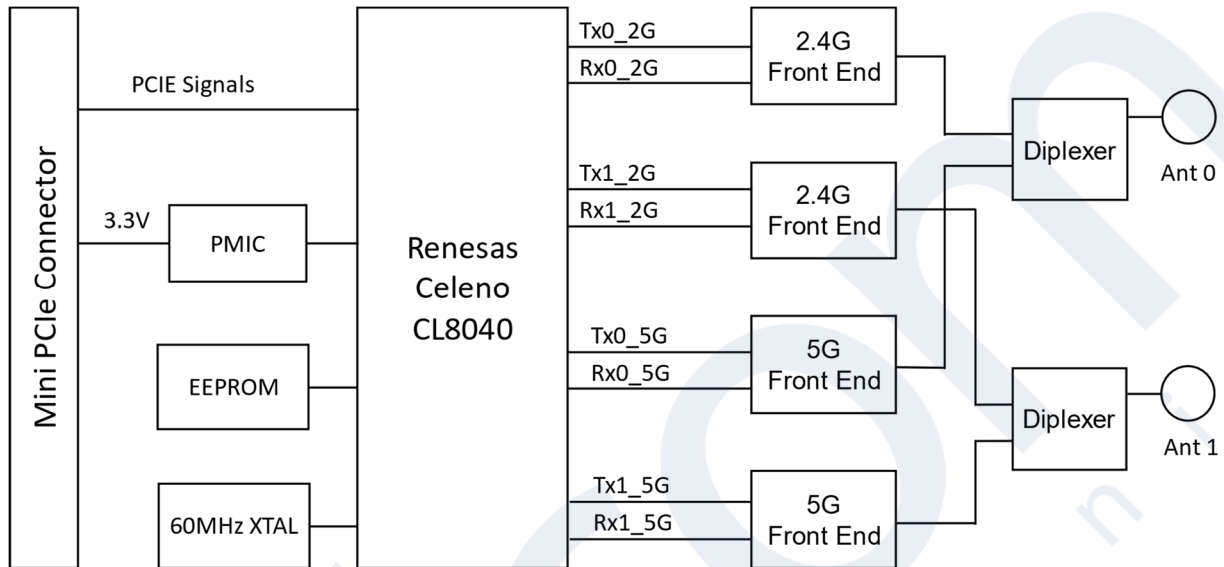 Mini PCIe Connector
PCIE Signals
3.3V
PMIC
EEPROM
60MHz XTAL
Renesas
Celeno
CL8040
Tx0_2G
Rx0_2G
Tx1_2G
Rx1_2G
Tx0_5G
Rx0_5G
Tx1_5G
Rx1_5G
2.4G
Front End
2.4G
Front End
5G
Front End
5G
Front End
Diplexer
Ant 0
Diplexer
Ant 1